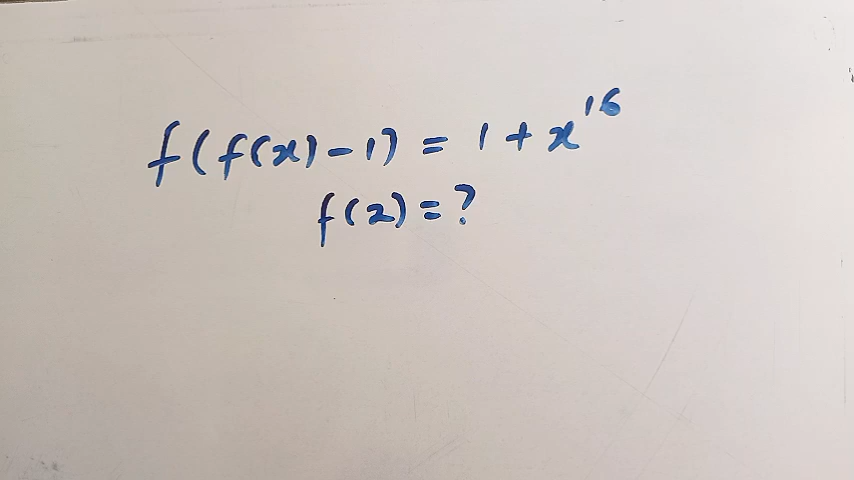 f(f(x)-1) = 1 + x^16
f(2) = ?